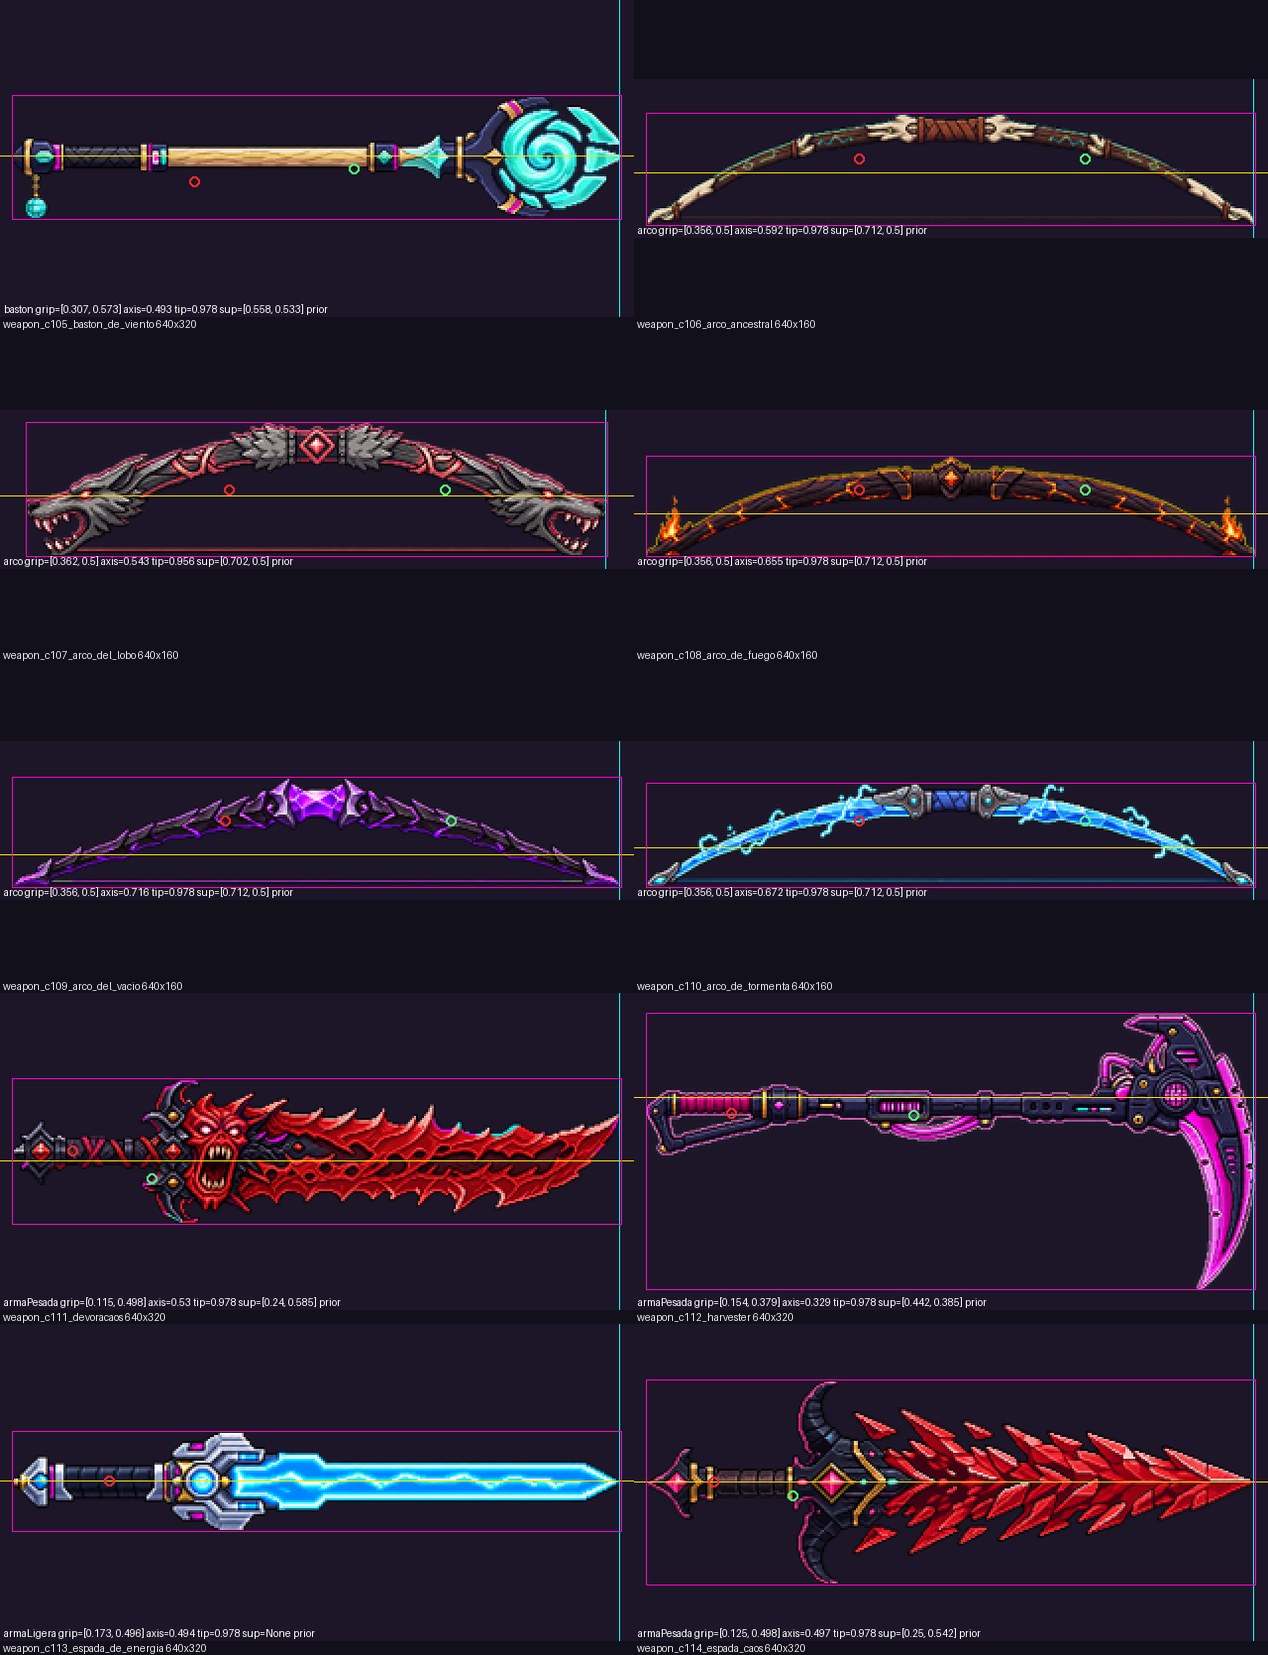 baston grip=[0.307, 0.573] axis=0.493 tip=0.978 sup=[0.558, 0.533] prior
weapon_c105_baston_de_viento 640x320
arco grip=[0.356, 0.5] axis=0.592 tip=0.978 sup=[0.712, 0.5] prior
weapon_c106_arco_ancestral 640x160
arco grip=[0.362, 0.5] axis=0.543 tip=0.956 sup=[0.702, 0.5] prior
weapon_c107_arco_del_lobo 640x160
arco grip=[0.356, 0.5] axis=0.655 tip=0.978 sup=[0.712, 0.5] prior
weapon_c108_arco_de_fuego 640x160
arco grip=[0.356, 0.5] axis=0.716 tip=0.978 sup=[0.712, 0.5] prior
weapon_c109_arco_del_vacio 640x160
arco grip=[0.356, 0.5] axis=0.672 tip=0.978 sup=[0.712, 0.5] prior
weapon_c110_arco_de_tormenta 640x160
armaPesada grip=[0.115, 0.498] axis=0.53 tip=0.978 sup=[0.24, 0.585] prior
weapon_c111_devoracaos 640x320
armaPesada grip=[0.154, 0.379] axis=0.329 tip=0.978 sup=[0.442, 0.385] prior
weapon_c112_harvester 640x320
armaLigera grip=[0.173, 0.496] axis=0.494 tip=0.978 sup=None prior
weapon_c113_espada_de_energia 640x320
armaPesada grip=[0.125, 0.498] axis=0.497 tip=0.978 sup=[0.25, 0.542] prior
weapon_c114_espada_caos 640x320